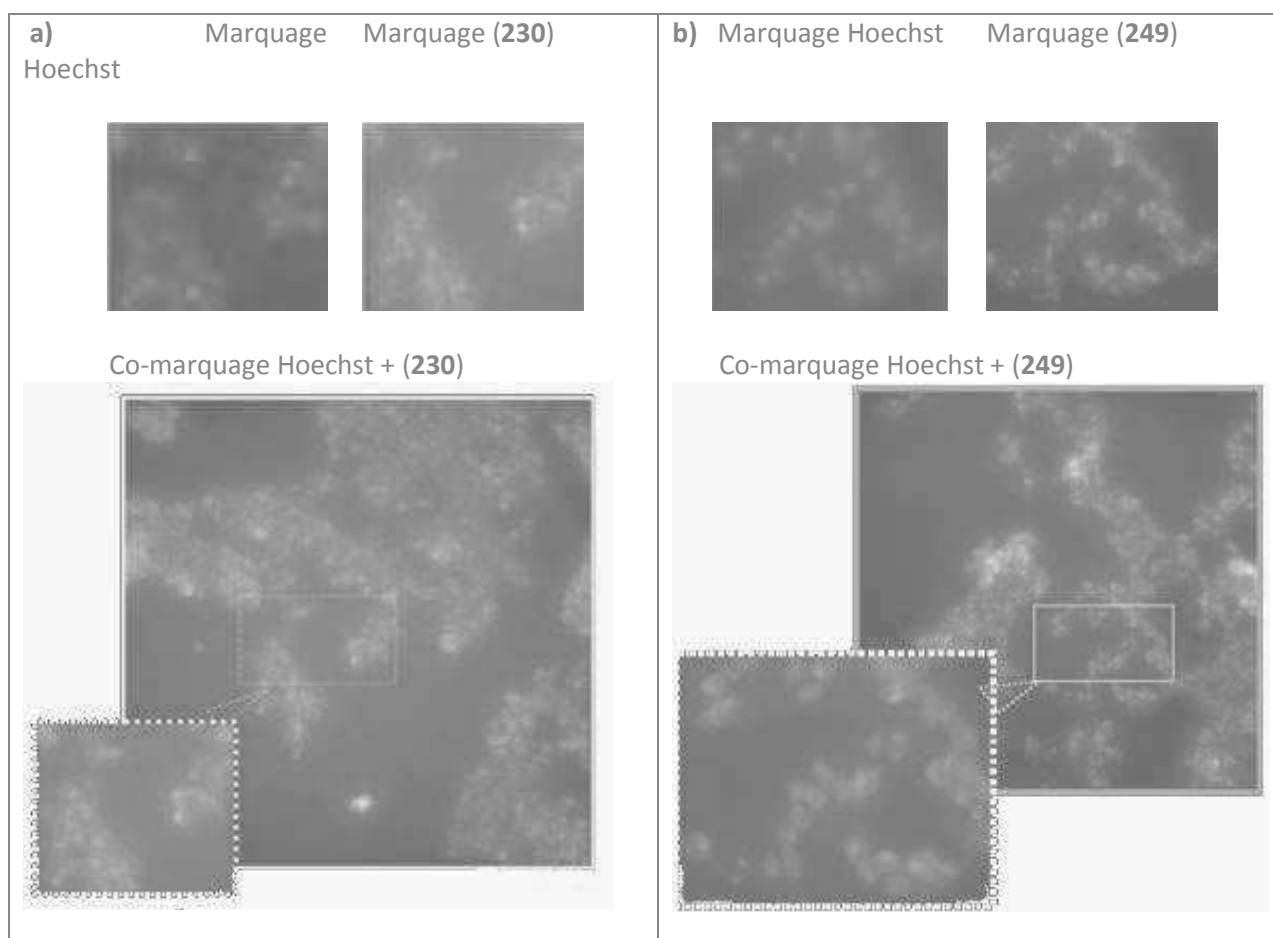 a) Marquage Marquage (230)
Hoechst
Co-marquage Hoechst + (230)
b) Marquage Hoechst Marquage (249)
Co-marquage Hoechst + (249)